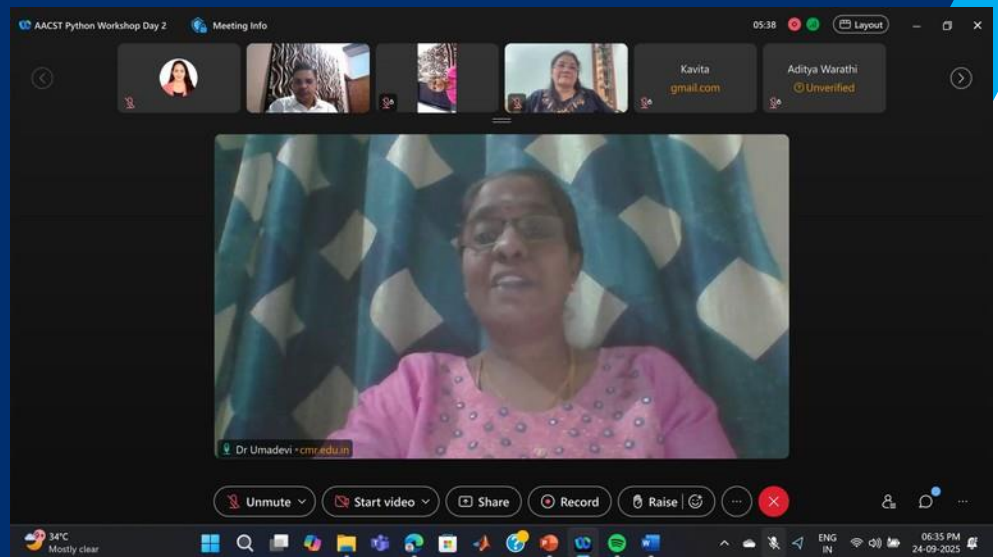 AACST Python Workshop Day 2
Meeting Info
05:38
Layout
Kavita
gmail.com
Aditya Warathi
Unverified
Dr Umadevi • cmr.edu.in
Unmute
Start video
Share
Record
Raise
34°C
Mostly clear
ENG
IN
06:35 PM
24-09-2025